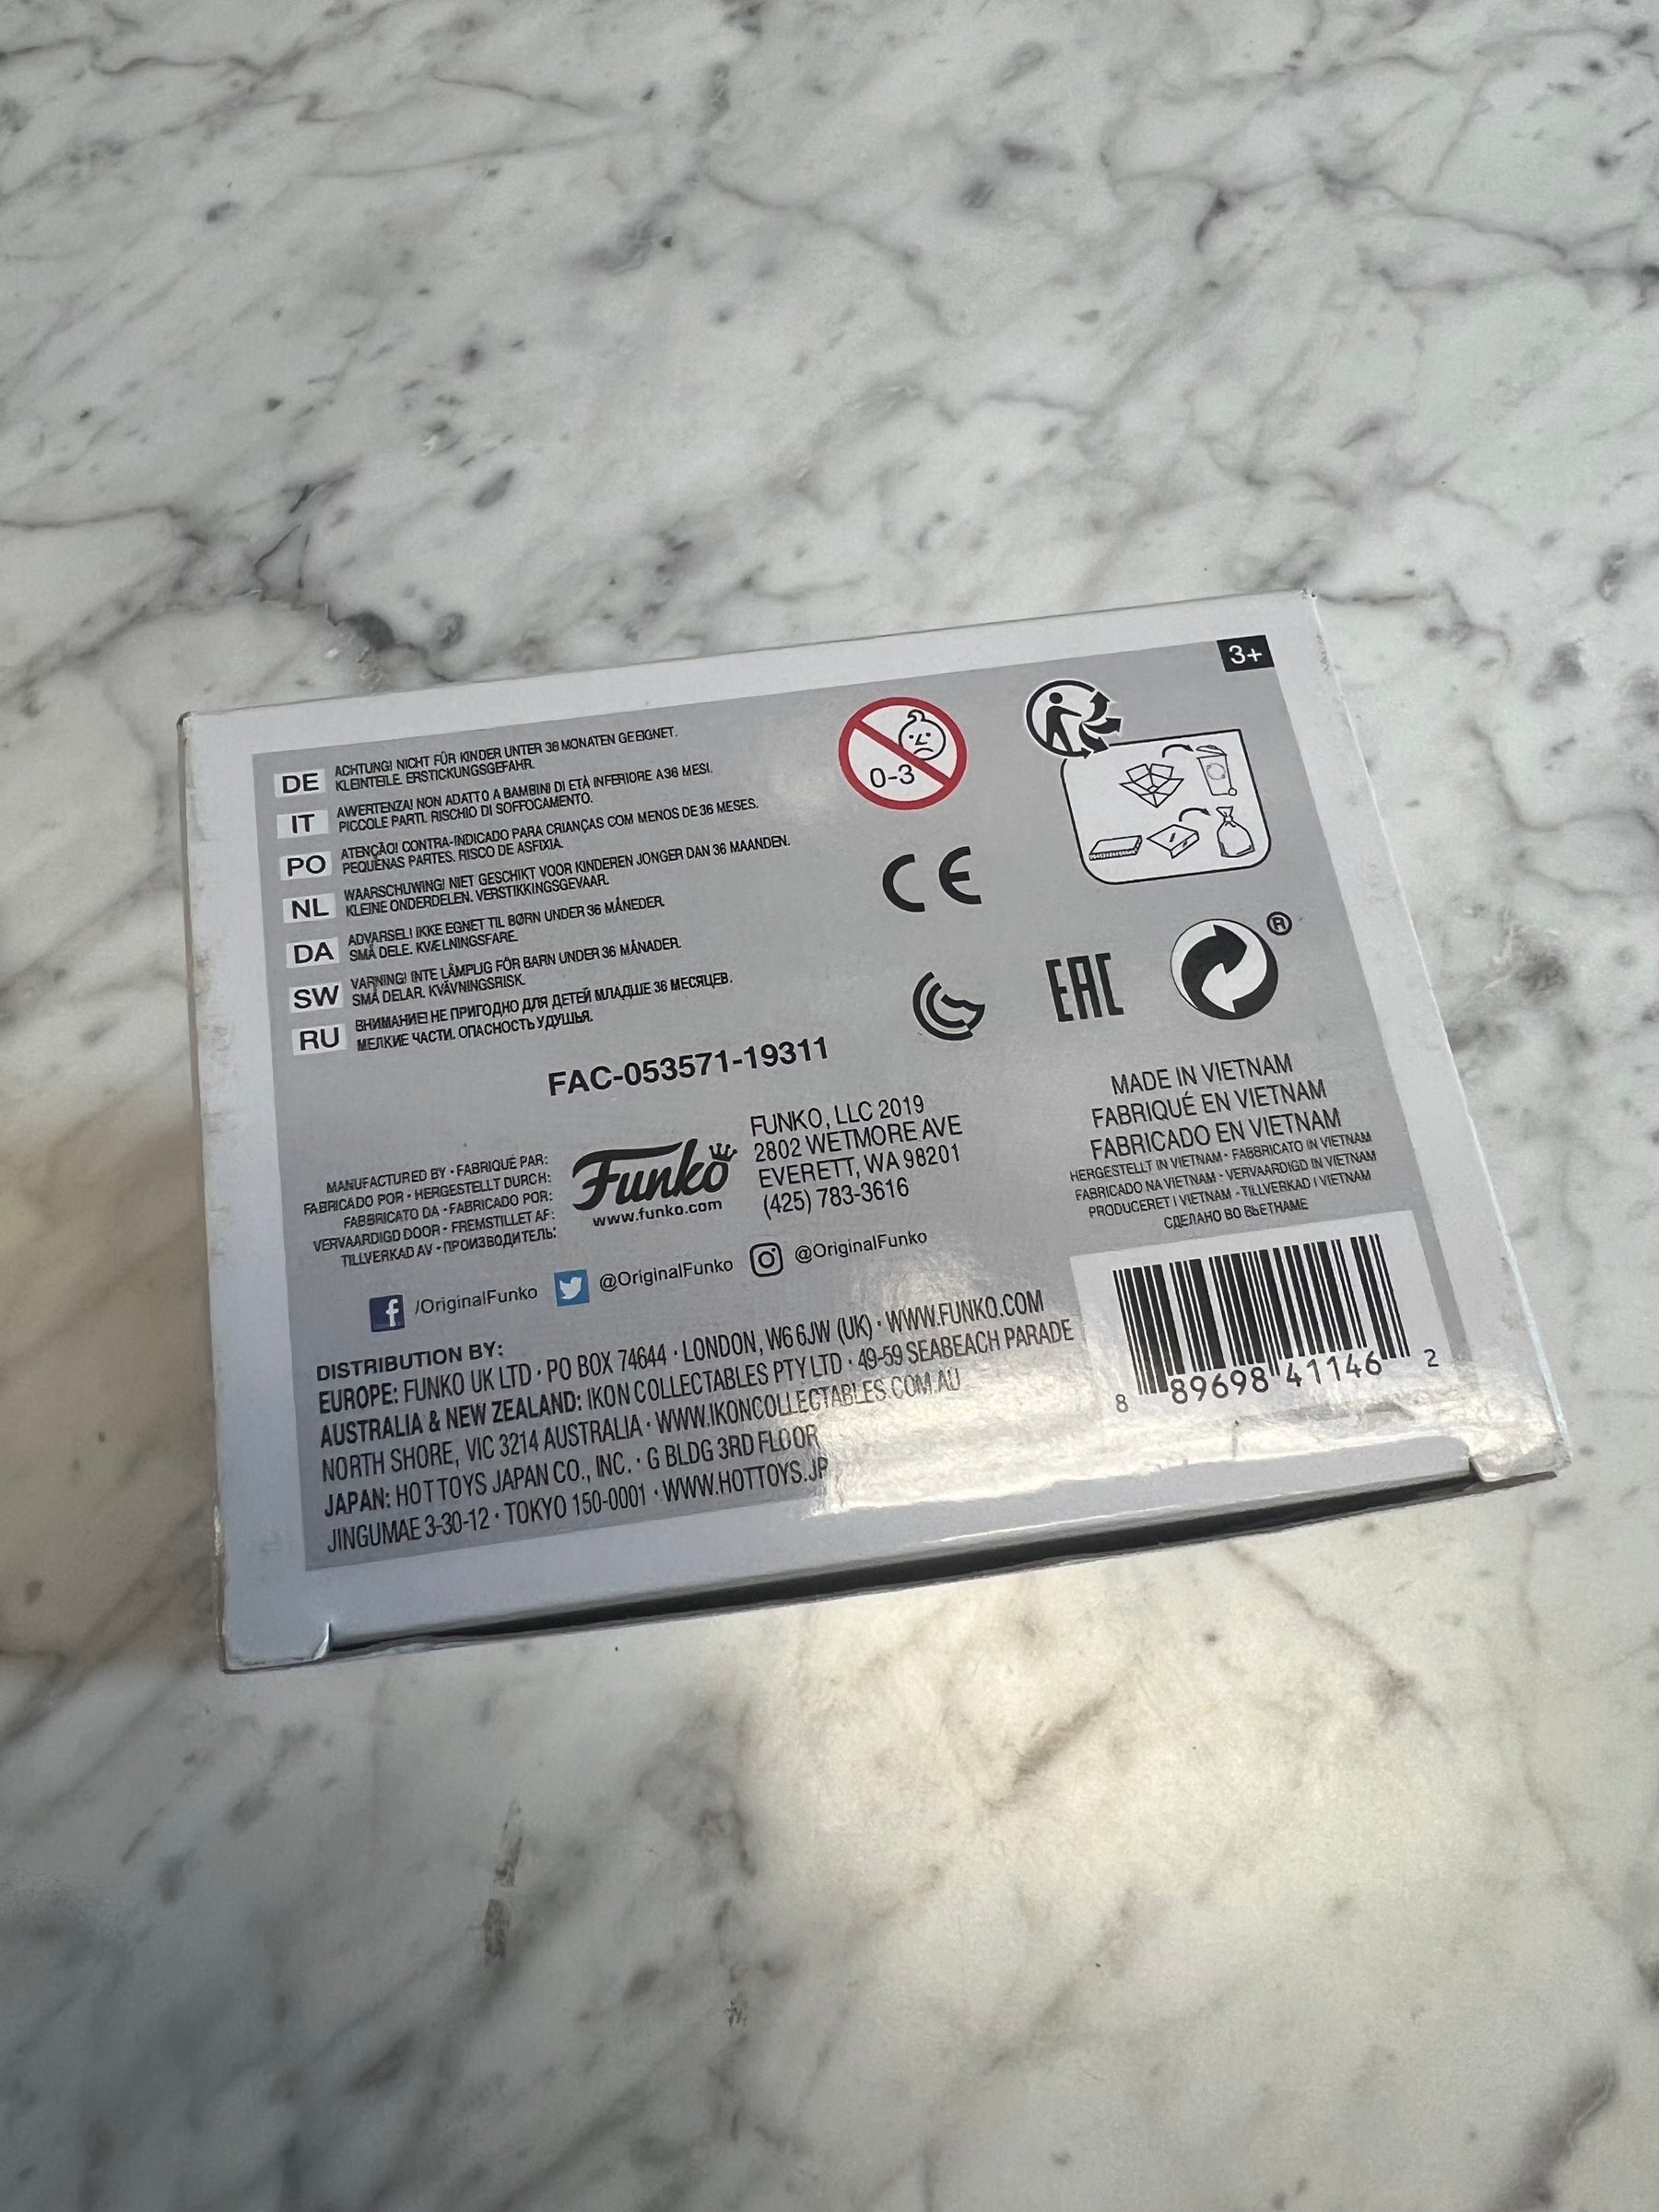 3+
DE ACHTUNG! NICHT FÜR KINDER UNTER 36 MONATEN GEEIGNET.
KLEINTEILE. ERSTICKUNGSGEFAHR.
IT AVVERTENZA! NON ADATTO A BAMBINI DI ETÀ INFERIORE A 36 MESI.
PICCOLE PARTI. RISCHIO DI SOFFOCAMENTO.
PO ATENÇÃO! CONTRA-INDICADO PARA CRIANÇAS COM MENOS DE 36 MESES.
PEQUENAS PARTES. RISCO DE ASFIXIA.
NL WAARSCHUWING! NIET GESCHIKT VOOR KINDEREN JONGER DAN 36 MAANDEN.
KLEINE ONDERDELEN. VERSTIKKINGSGEVAAR.
DA ADVARSEL! IKKE EGNET TIL BØRN UNDER 36 MÅNEDER.
SMÅ DELE. KVÆLNINGSFARE.
SW VARNING! INTE LÄMPLIG FÖR BARN UNDER 36 MÅNADER.
SMÅ DELAR. KVÄVNINGSRISK.
RU ВНИМАНИЕ! НЕ ПРИГОДНО ДЛЯ ДЕТЕЙ МЛАДШЕ 36 МЕСЯЦЕВ.
МЕЛКИЕ ЧАСТИ. ОПАСНОСТЬ УДУШЬЯ.
0-3
CE
EAC
®
FAC-053571-19311
MANUFACTURED BY • FABRIQUÉ PAR:
FABRICADO POR • HERGESTELLT DURCH:
FABBRICATO DA • FABRICADO POR:
VERVAARDIGD DOOR • FREMSTILLET AF:
TILLVERKAD AV • ПРОИЗВОДИТЕЛЬ:
Funko
www.funko.com
FUNKO, LLC 2019
2802 WETMORE AVE
EVERETT, WA 98201
(425) 783-3616
MADE IN VIETNAM
FABRIQUÉ EN VIETNAM
FABRICADO EN VIETNAM
HERGESTELLT IN VIETNAM • FABBRICATO IN VIETNAM
FABRICADO NA VIETNAM • VERVAARDIGD IN VIETNAM
PRODUCERET I VIETNAM • TILLVERKAD I VIETNAM
СДЕЛАНО ВО ВЬЕТНАМЕ
f /OriginalFunko @OriginalFunko @OriginalFunko
DISTRIBUTION BY:
EUROPE: FUNKO UK LTD • PO BOX 74644 • LONDON, W6 6JW (UK) • WWW.FUNKO.COM
AUSTRALIA & NEW ZEALAND: IKON COLLECTABLES PTY LTD • 49-59 SEABEACH PARADE
NORTH SHORE, VIC 3214 AUSTRALIA • WWW.IKONCOLLECTABLES.COM.AU
JAPAN: HOT TOYS JAPAN CO., INC. • G BLDG 3RD FLOOR
JINGUMAE 3-30-12 • TOKYO 150-0001 • WWW.HOTTOYS.JP
8 89698 41146 2